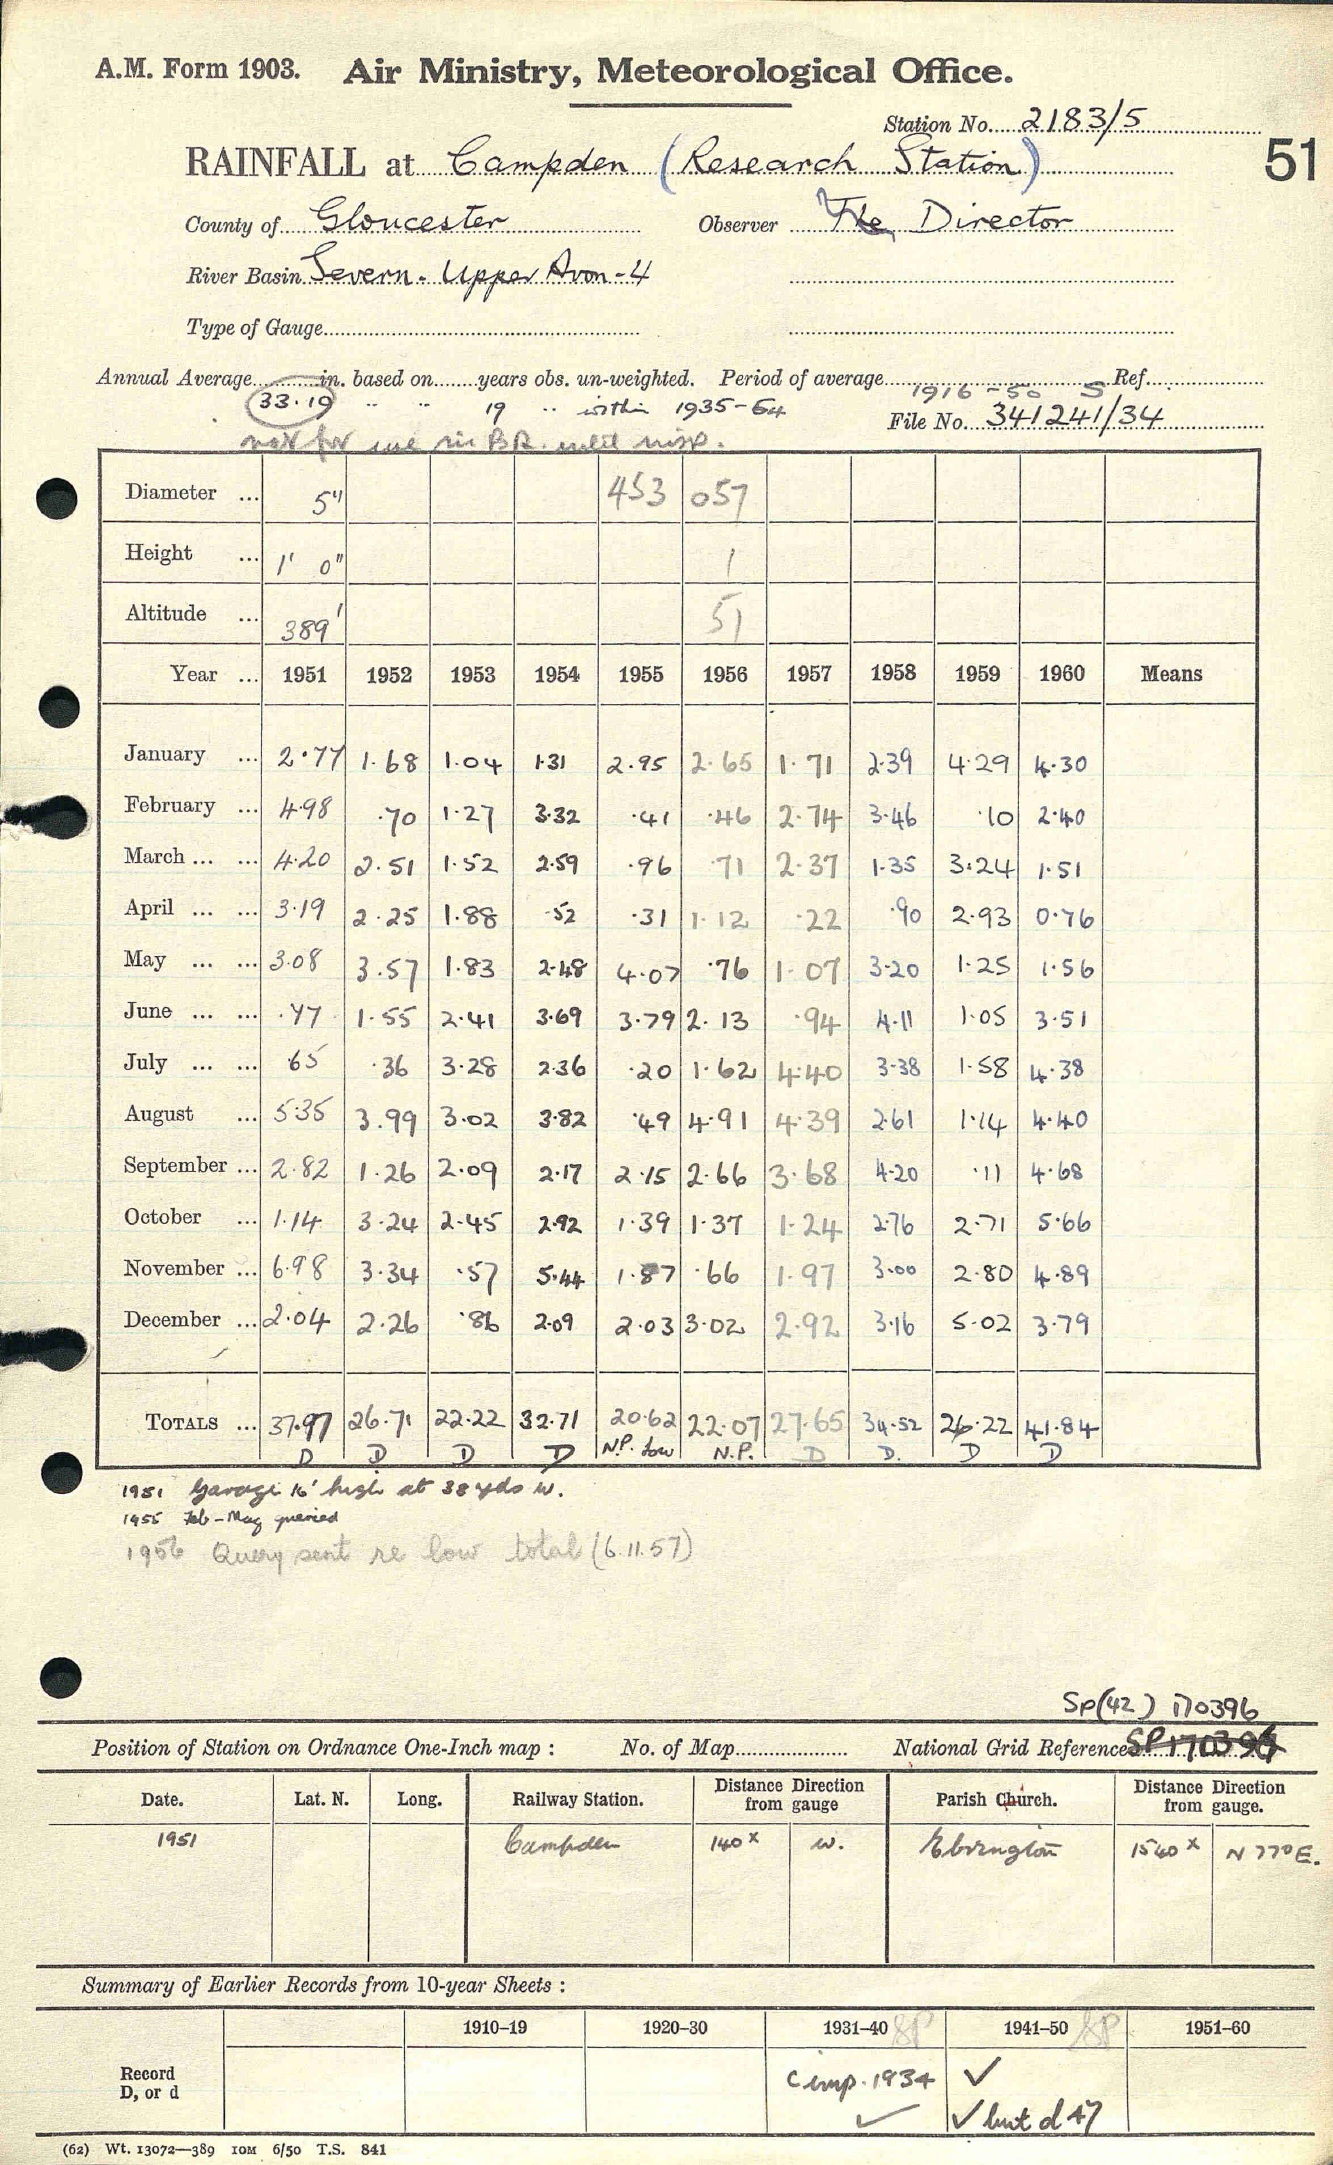 A.M. Form 1903. Air Ministry, Meteorological Office.
Station No. 2183/5
RAINFALL at Campden (Research Station)
51
County of Gloucester Observer The Director
River Basin Severn - Upper Avon - 4
Type of Gauge
Annual Average in. based on years obs. un-weighted. Period of average 1916-50 S Ref.
33.19 " " 19 " within 1935-54 File No. 341241/34
not for use in BR. until insp.
Diameter ... 5" 453 057
Height ... 1' 0" 1
Altitude ... 389' 51
Year ... 1951 1952 1953 1954 1955 1956 1957 1958 1959 1960 Means
January ... 2.77 1.68 1.04 1.31 2.95 2.65 1.71 2.39 4.29 4.30
February ... 4.98 .70 1.27 3.32 .41 .46 2.74 3.46 .10 2.40
March ... ... 4.20 2.51 1.52 2.59 .96 .71 2.37 1.35 3.24 1.51
April ... ... 3.19 2.25 1.88 .52 .31 1.12 .22 .90 2.93 0.76
May ... ... 3.08 3.57 1.83 2.48 4.07 .76 1.07 3.20 1.25 1.56
June ... ... .77 1.55 2.41 3.69 3.79 2.13 .94 4.11 1.05 3.51
July ... ... .65 .36 3.28 2.36 .20 1.62 4.40 3.38 1.58 4.38
August ... 5.35 3.99 3.02 3.82 .49 4.91 4.39 2.61 1.14 4.40
September ... 2.82 1.26 2.09 2.17 2.15 2.66 3.68 4.20 .11 4.68
October ... 1.14 3.24 2.45 2.92 1.39 1.37 1.24 2.76 2.71 5.66
November ... 6.98 3.34 .57 5.44 1.87 .66 1.97 3.00 2.80 4.89
December ... 2.04 2.26 .86 2.09 2.03 3.02 2.92 3.16 5.02 3.79
TOTALS ... 37.97 26.71 22.22 32.71 20.62 22.07 27.65 34.52 26.22 41.84
D D D D N.P. low N.P. D D. D D
1951 Garage 16' high at 38 yds W.
1955 Feb - May queried
1956 Query sent re low total (6.11.57)
SP(42) 170396
Position of Station on Ordnance One-Inch map : No. of Map National Grid Reference SP 170396
Date. Lat. N. Long. Railway Station. Distance from gauge Direction Parish Church. Distance from gauge. Direction
1951 Campden 140 x W. Ebrington 1540 x N 77° E.
Summary of Earlier Records from 10-year Sheets :
1910–19 1920–30 1931–40 SP 1941–50 SP 1951–60
Record D, or d c inp. 1934 ✓
✓ ✓ but d 47
(62) Wt. 13072—389 10M 6/50 T.S. 841